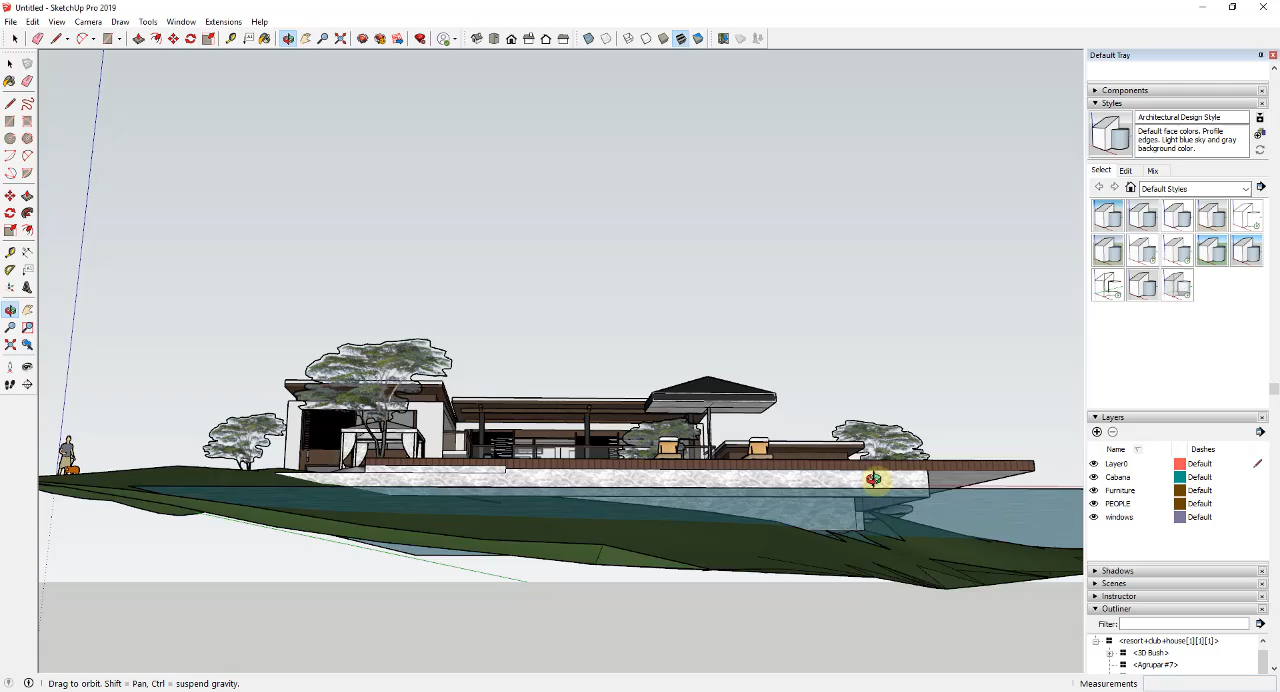 Untitled - SketchUp Pro 2019
File Edit View Camera Draw Tools Window Extensions Help
Default Tray
Components
Styles
Architectural Design Style
Default face colors. Profile
edges. Light blue sky and gray
background color.
Select Edit Mix
Default Styles
Layers
Name Dashes
Layer0 Default
Cabana Default
Furniture Default
PEOPLE Default
windows Default
Shadows
Scenes
Instructor
Outliner
Filter:
<resort+club+house[1][1][1]>
<3D Bush>
<Agrupar#7>
Drag to orbit. Shift = Pan, Ctrl = suspend gravity.
Measurements